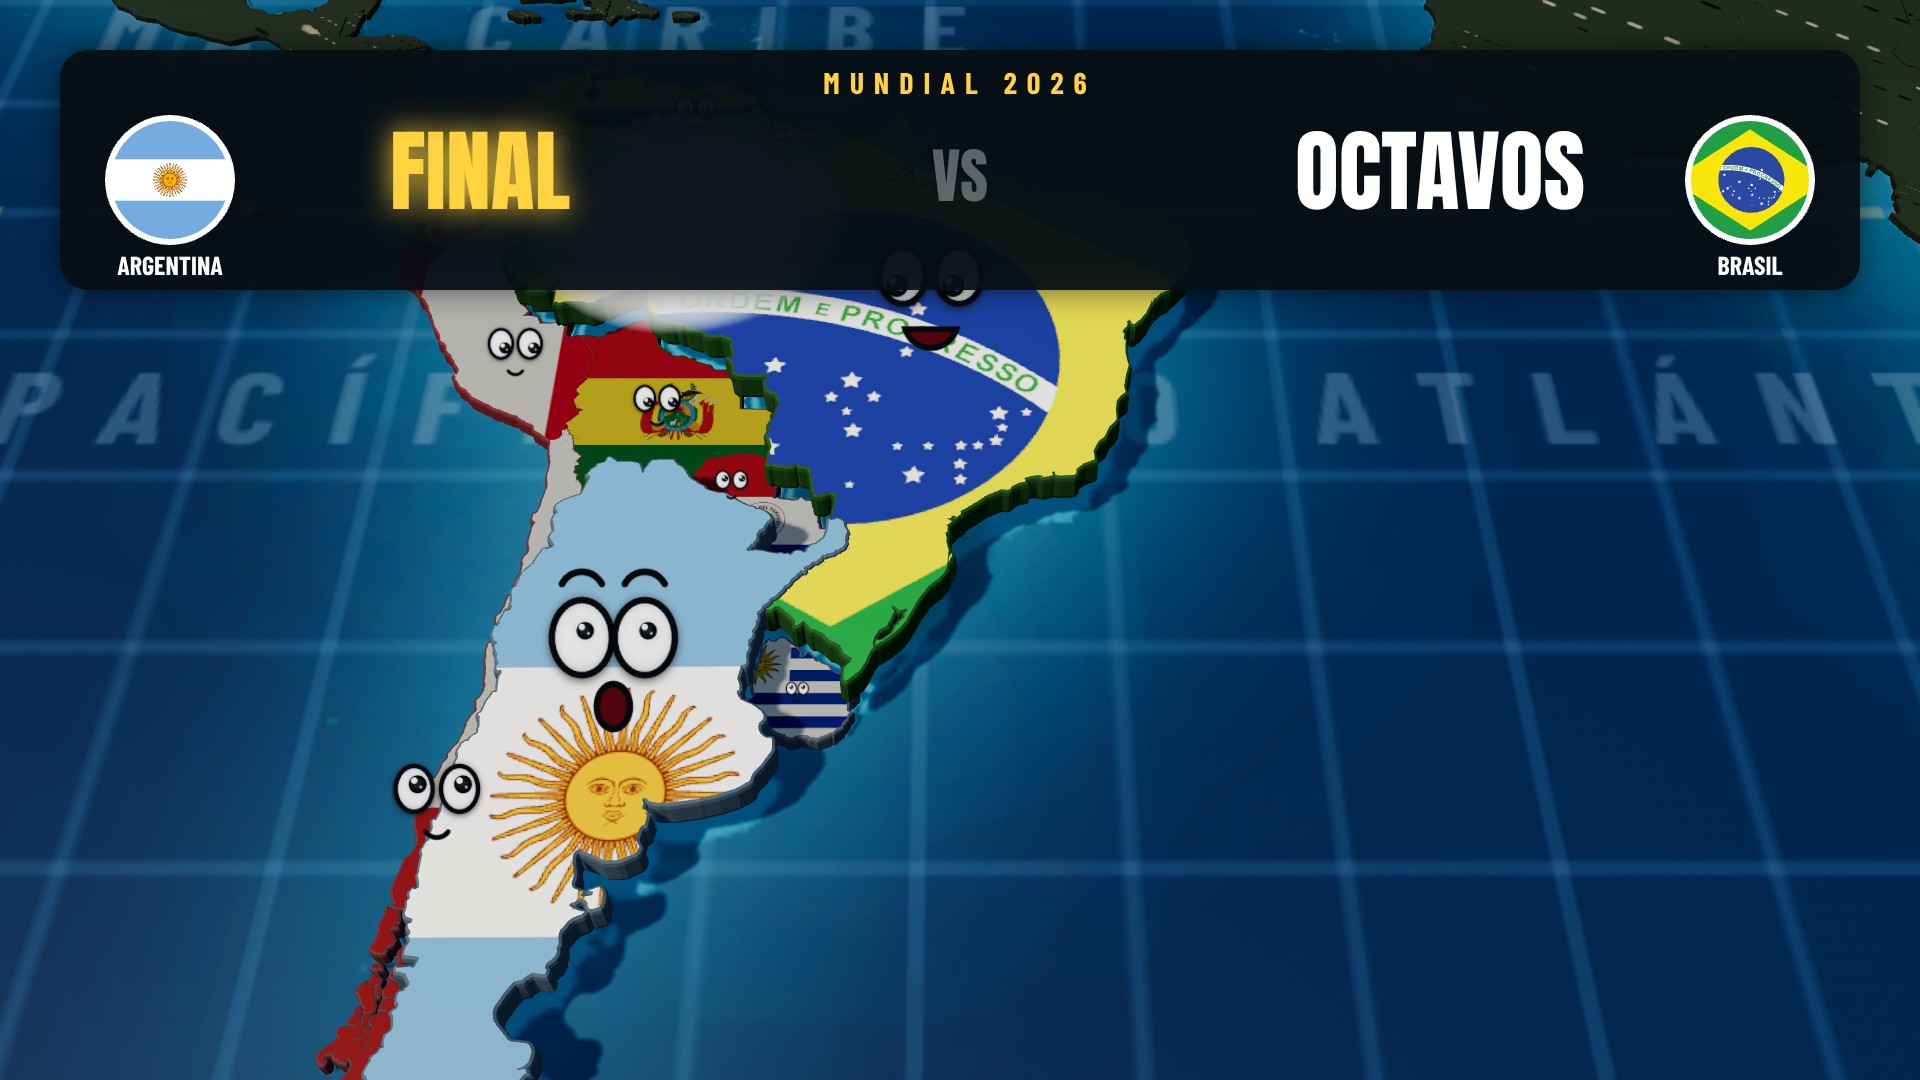 CARIBE
MUNDIAL 2026
FINAL
VS
OCTAVOS
ARGENTINA
BRASIL
ORDEM E PROGRESSO
PACÍF
O ATLÁNT